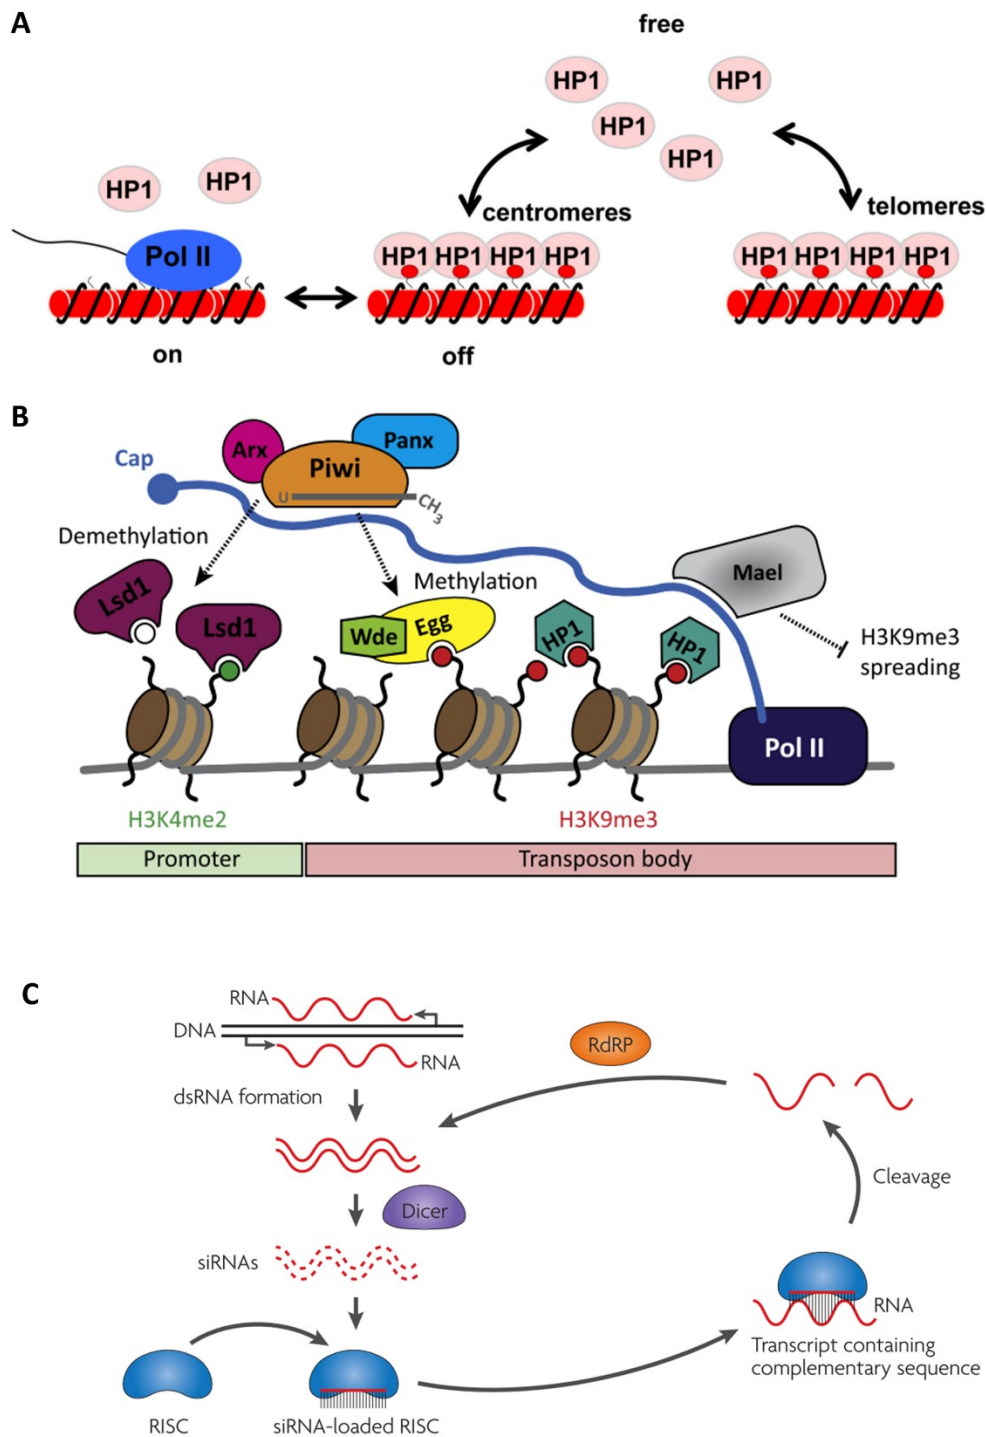 A
free
HP1
HP1
HP1
HP1
HP1
HP1
centromeres
telomeres
Pol II
HP1 HP1 HP1 HP1
HP1 HP1 HP1 HP1
on
off
B
Arx
Panx
Cap
Piwi
U
CH3
Demethylation
Methylation
Mael
Lsd1
Lsd1
Wde
Egg
HP1
HP1
H3K9me3
spreading
Pol II
H3K4me2
H3K9me3
Promoter
Transposon body
C
RNA
DNA
RNA
RdRP
dsRNA formation
Cleavage
Dicer
siRNAs
RNA
Transcript containing
complementary sequence
RISC
siRNA-loaded RISC